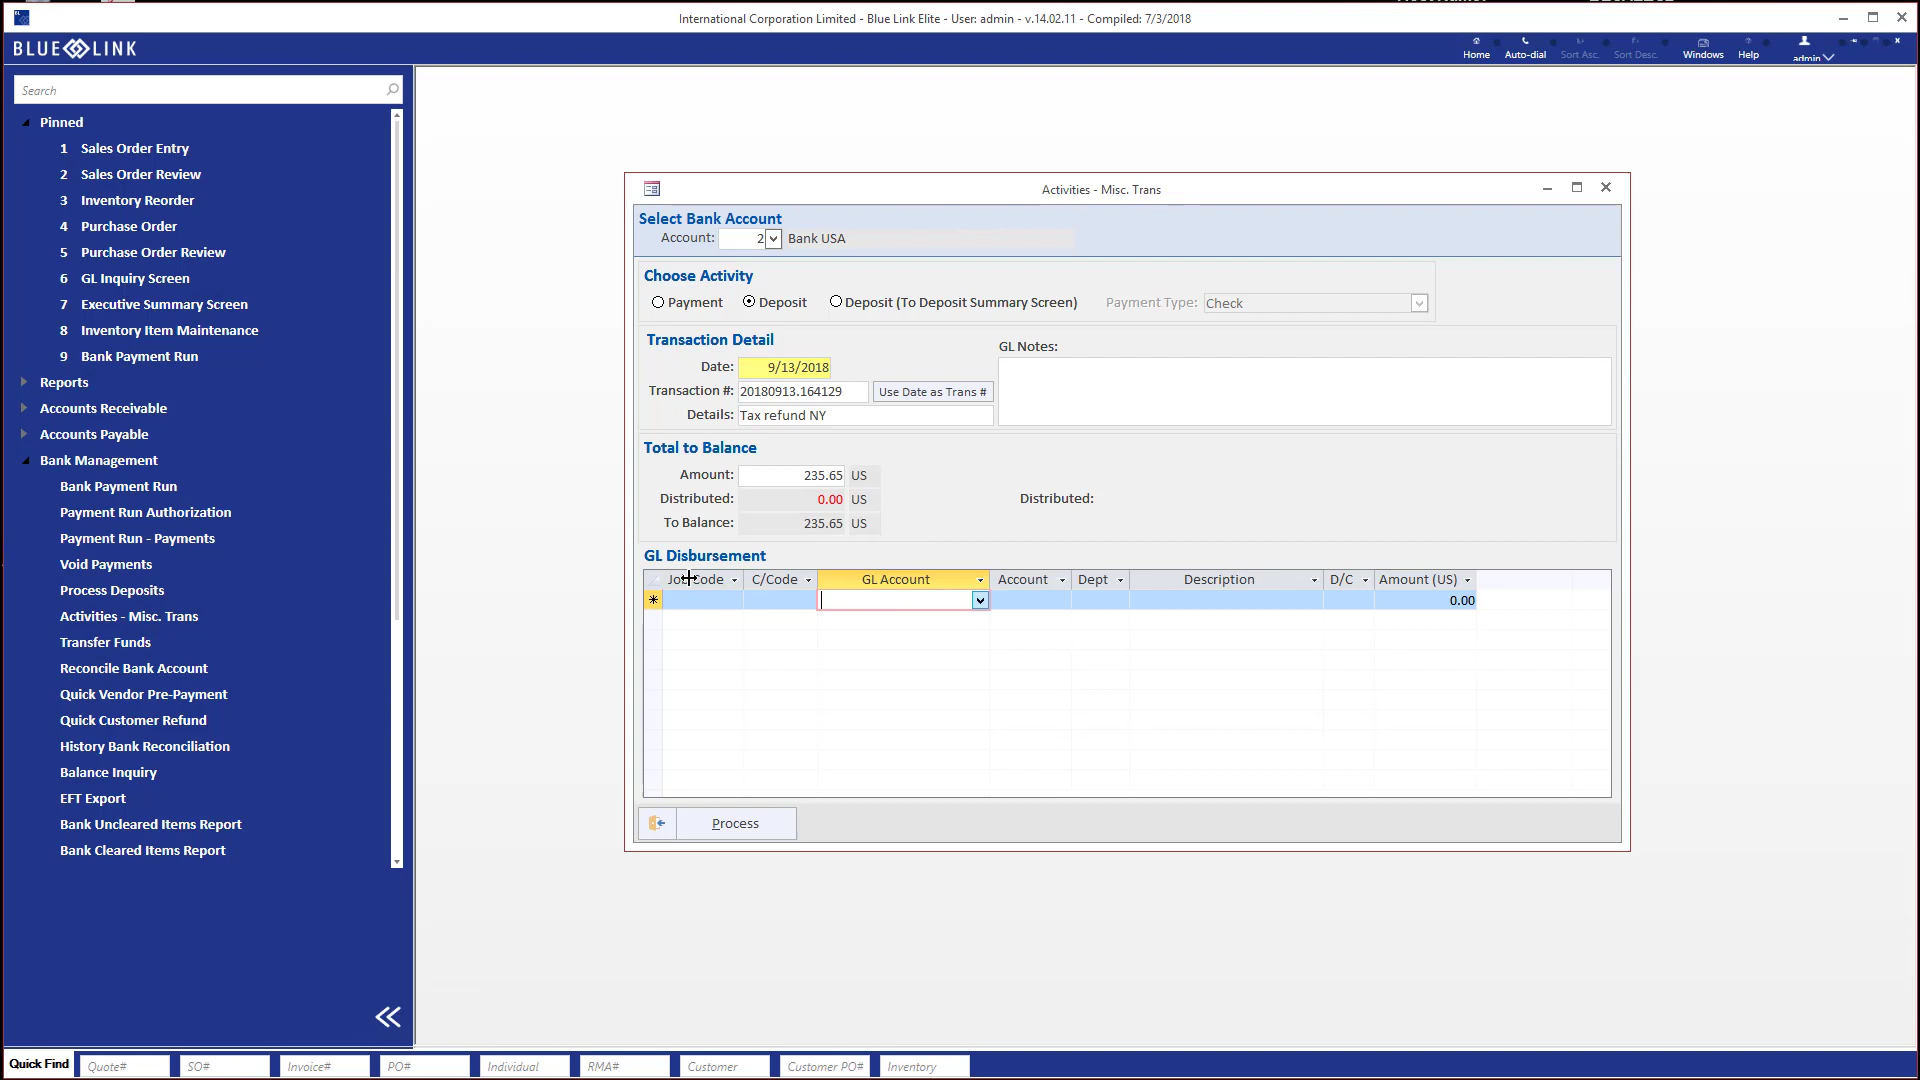 International Corporation Limited - Blue Link Elite - User: admin - v.14.02.11 - Compiled: 7/3/2018
BLUE LINK
Home Auto-dial Sort Asc. Sort Desc. Windows Help admin
Search
Pinned
1 Sales Order Entry
2 Sales Order Review
3 Inventory Reorder
4 Purchase Order
5 Purchase Order Review
6 GL Inquiry Screen
7 Executive Summary Screen
8 Inventory Item Maintenance
9 Bank Payment Run
Reports
Accounts Receivable
Accounts Payable
Bank Management
Bank Payment Run
Payment Run Authorization
Payment Run - Payments
Void Payments
Process Deposits
Activities - Misc. Trans
Transfer Funds
Reconcile Bank Account
Quick Vendor Pre-Payment
Quick Customer Refund
History Bank Reconciliation
Balance Inquiry
EFT Export
Bank Uncleared Items Report
Bank Cleared Items Report
Activities - Misc. Trans
Select Bank Account
Account: 2 Bank USA
Choose Activity
Payment Deposit Deposit (To Deposit Summary Screen) Payment Type: Check
Transaction Detail
GL Notes:
Date: 9/13/2018
Transaction #: 20180913.164129 Use Date as Trans #
Details: Tax refund NY
Total to Balance
Amount: 235.65 US
Distributed: 0.00 US Distributed:
To Balance: 235.65 US
GL Disbursement
Job Code C/Code GL Account Account Dept Description D/C Amount (US)
0.00
Process
Quick Find Quote# SO# Invoice# PO# Individual RMA# Customer Customer PO# Inventory